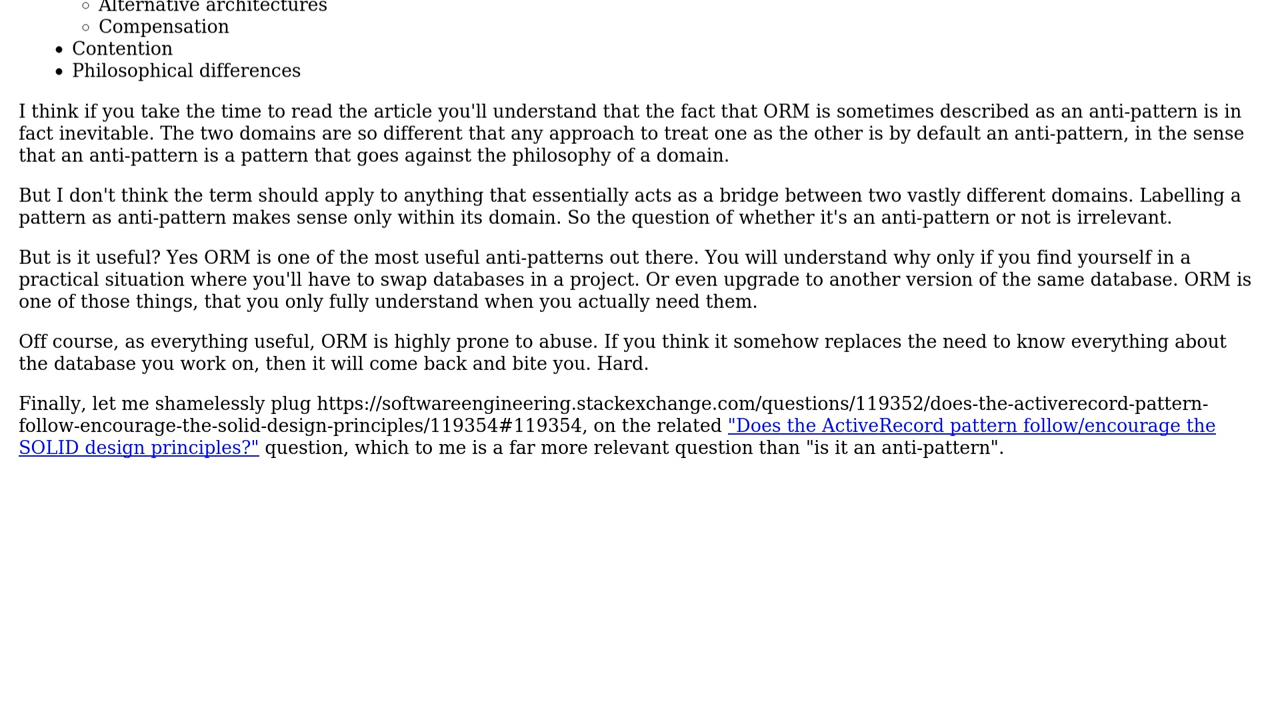 Alternative architectures
Compensation
Contention
Philosophical differences
I think if you take the time to read the article you'll understand that the fact that ORM is sometimes described as an anti-pattern is in
fact inevitable. The two domains are so different that any approach to treat one as the other is by default an anti-pattern, in the sense
that an anti-pattern is a pattern that goes against the philosophy of a domain.
But I don't think the term should apply to anything that essentially acts as a bridge between two vastly different domains. Labelling a
pattern as anti-pattern makes sense only within its domain. So the question of whether it's an anti-pattern or not is irrelevant.
But is it useful? Yes ORM is one of the most useful anti-patterns out there. You will understand why only if you find yourself in a
practical situation where you'll have to swap databases in a project. Or even upgrade to another version of the same database. ORM is
one of those things, that you only fully understand when you actually need them.
Off course, as everything useful, ORM is highly prone to abuse. If you think it somehow replaces the need to know everything about
the database you work on, then it will come back and bite you. Hard.
Finally, let me shamelessly plug https://softwareengineering.stackexchange.com/questions/119352/does-the-activerecord-pattern-
follow-encourage-the-solid-design-principles/119354#119354, on the related "Does the ActiveRecord pattern follow/encourage the
SOLID design principles?" question, which to me is a far more relevant question than "is it an anti-pattern".